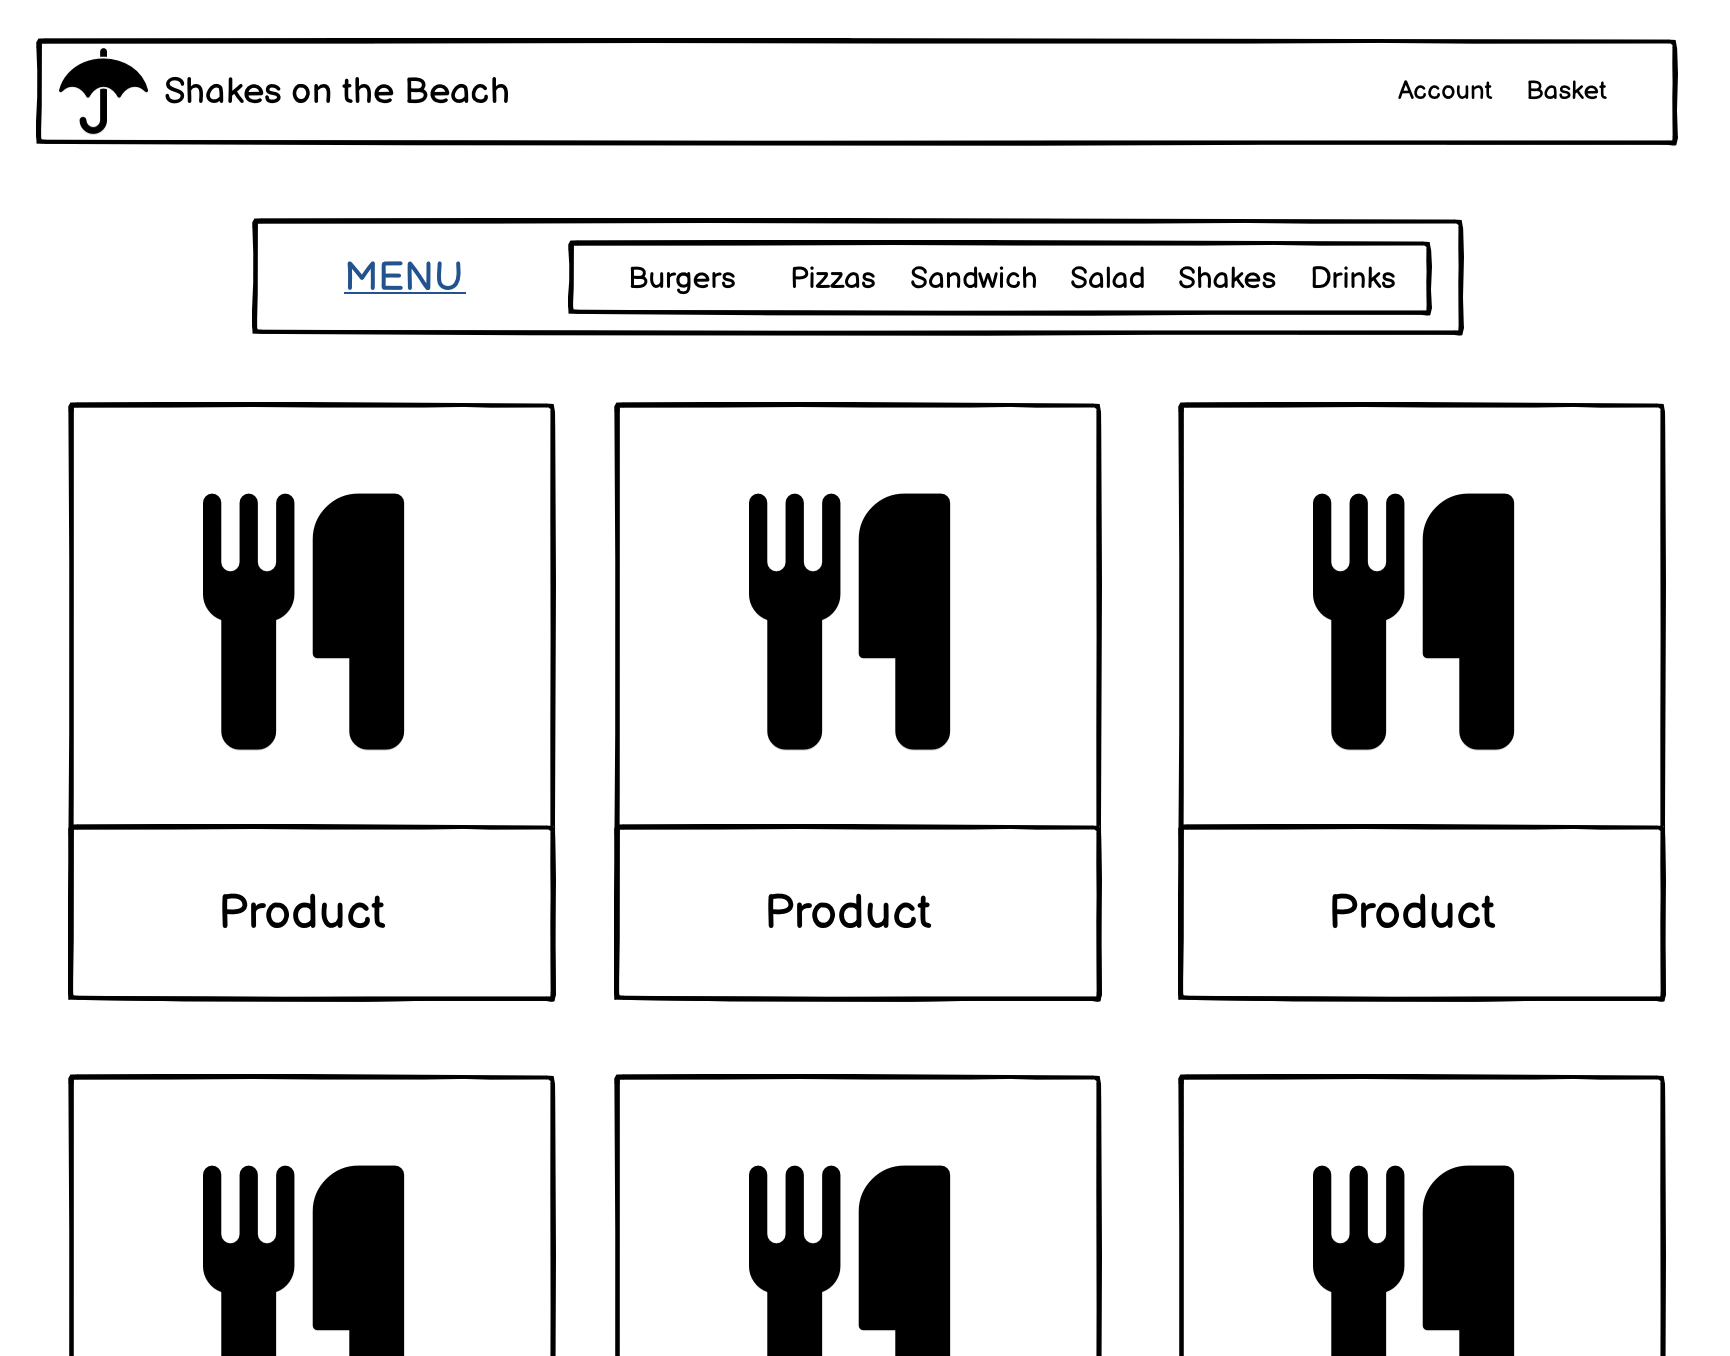 Shakes on the Beach
Account Basket
MENU
Burgers Pizzas Sandwich Salad Shakes Drinks
Product Product Product